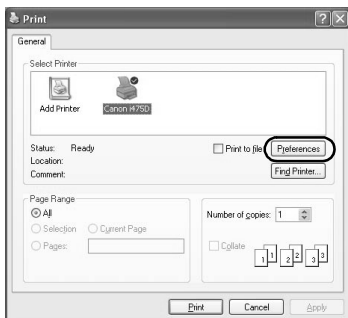 Print
General
Select Printer
Add Printer
Canon i475D
Status: Ready
Location:
Comment:
Print to file
Preferences
Find Printer...
Page Range
All
Selection
Current Page
Pages:
Number of copies: 1
Collate
1 1 2 2 3 3
Print
Cancel
Apply